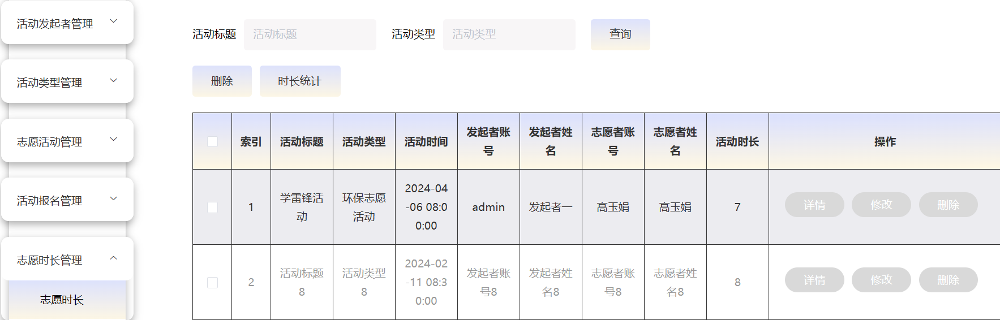 活动发起者管理
活动类型管理
志愿活动管理
活动报名管理
志愿时长管理
志愿时长
活动标题 活动标题 活动类型 活动类型 查询
删除 时长统计
索引 活动标题 活动类型 活动时间 发起者账号 发起者姓名 志愿者账号 志愿者姓名 活动时长 操作
1 学雷锋活动 环保志愿活动 2024-04-06 08:00:00 admin 发起者一 高玉娟 高玉娟 7 详情 修改 删除
2 活动标题8 活动类型8 2024-02-11 08:30:00 发起者账号8 发起者姓名8 志愿者账号8 志愿者姓名8 8 详情 修改 删除